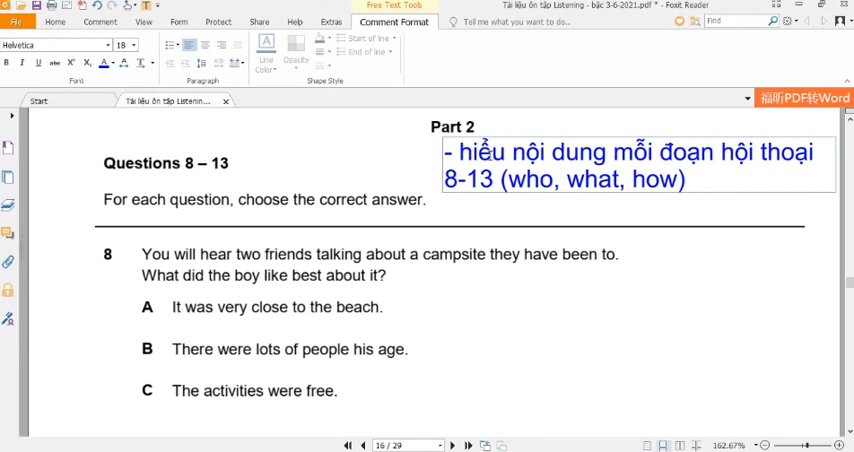 Free Text Tools
Tài liệu ôn tập Listening - bậc 3-6-2021.pdf * - Foxit Reader
File Home Comment View Form Protect Share Help Extras Comment Format Tell me what you want to do... Find
Helvetica 18
Start of line
End of line
B I U abc X² X₂ A T
Line Color Opacity
Font Paragraph Shape Style
Start Tài liệu ôn tập Listenin... 福昕PDF转Word
Part 2
- hiểu nội dung mỗi đoạn hội thoại
8-13 (who, what, how)
Questions 8 – 13
For each question, choose the correct answer.
8 You will hear two friends talking about a campsite they have been to.
What did the boy like best about it?
A It was very close to the beach.
B There were lots of people his age.
C The activities were free.
16 / 29 162.67%